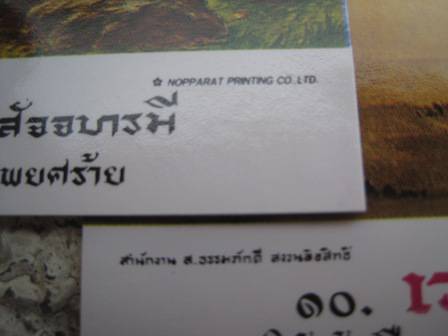 ✿ NOPPARAT PRINTING CO.,LTD.
สัจจบารมี
พยศร้าย
สำนักงาน ส.ธรรมภักดี สงวนลิขสิทธิ์
๑๐. เว